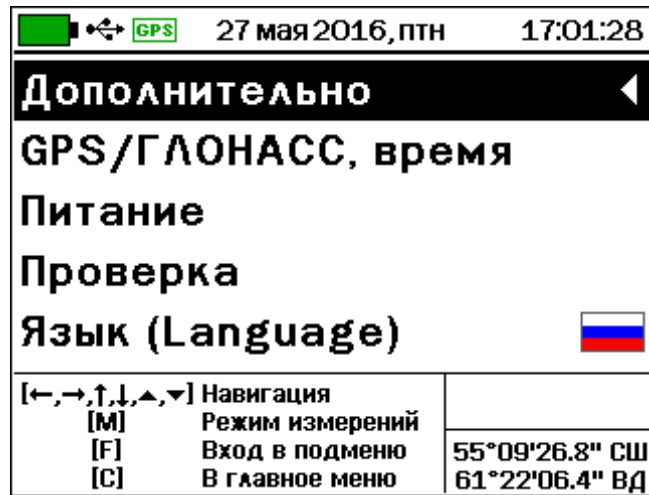 GPS 27 мая 2016, птн 17:01:28
Дополнительно
GPS/ГЛОНАСС, время
Питание
Проверка
Язык (Language)
[←,→,↑,↓,▲,▼] Навигация
[M] Режим измерений
[F] Вход в подменю
[C] В главное меню
55°09'26.8" СШ
61°22'06.4" ВД